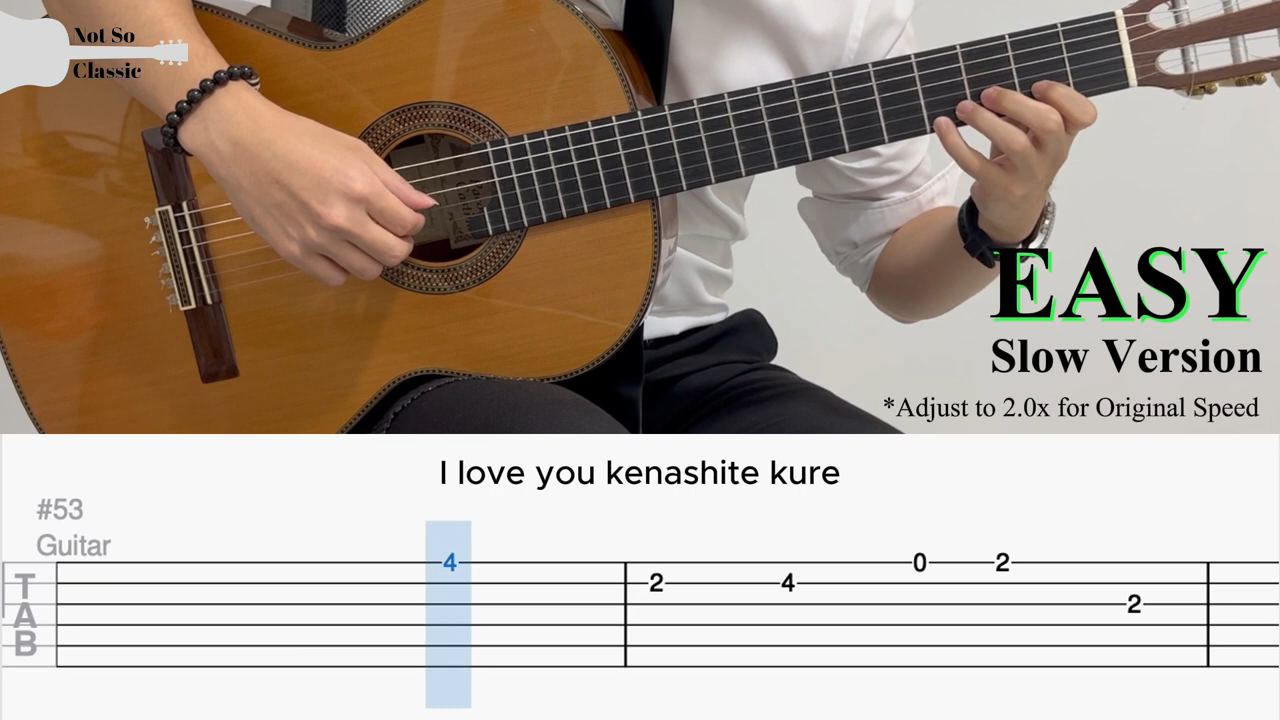 Not So
Classic
EASY
Slow Version
*Adjust to 2.0x for Original Speed
I love you kenashite kure
#53
Guitar
T
A
B
4
2 4 0 2 2